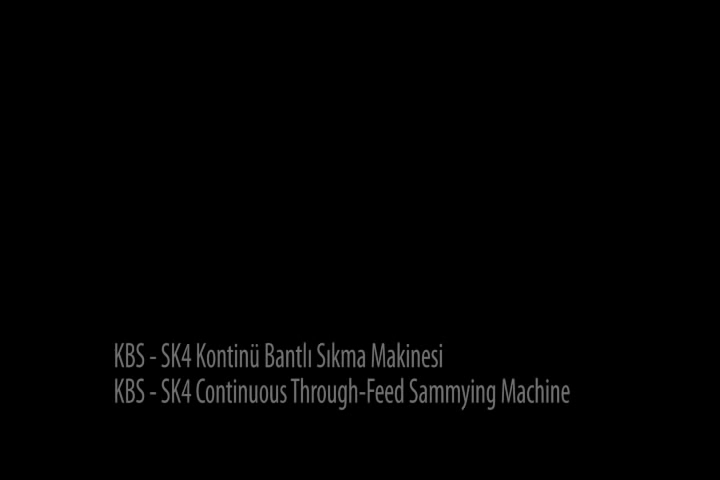 KBS - SK4 Kontinü Bantlı Sıkma Makinesi
KBS - SK4 Continuous Through-Feed Sammying Machine